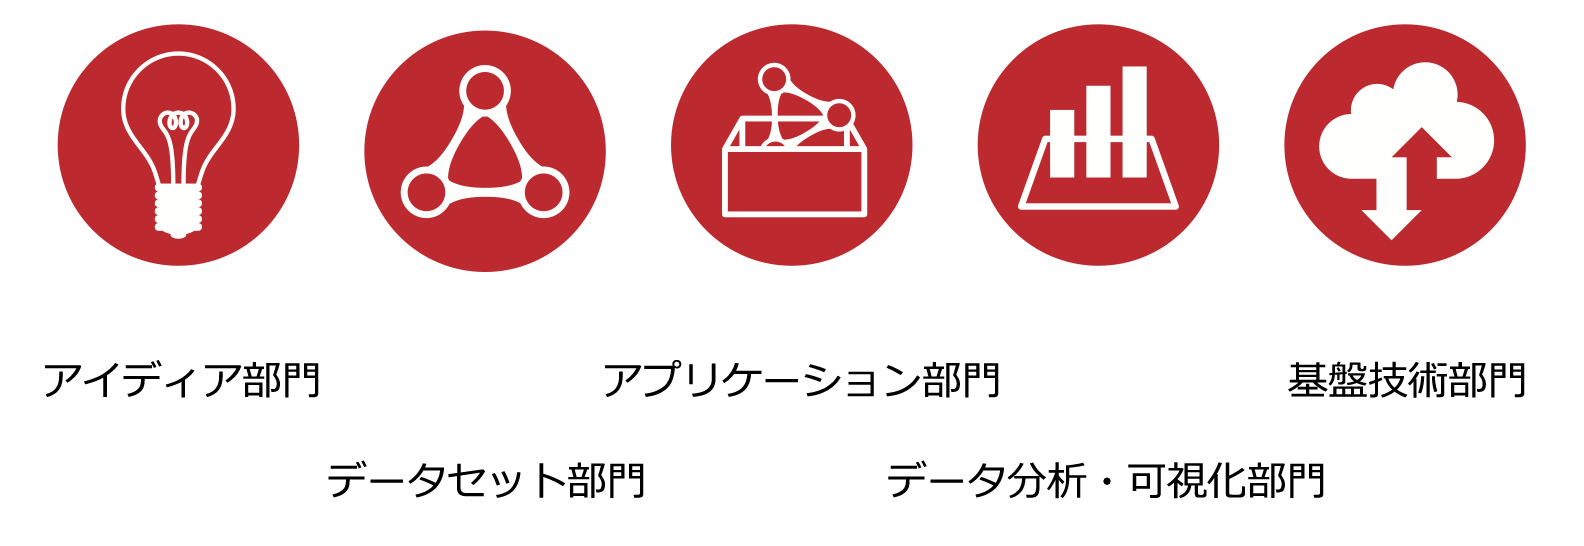 アイディア部門
アプリケーション部門
基盤技術部門
データセット部門
データ分析・可視化部門